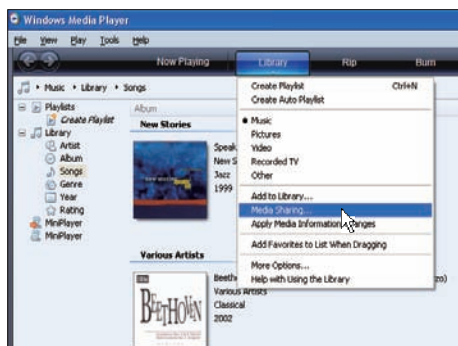 Windows Media Player
File View Play Tools Help
Now Playing Library Rip Burn
Music Library Songs
Playlists
Create Playlist
Library
Artist
Album
Songs
Genre
Year
Rating
MiniPlayer
MiniPlayer
Album
New Stories
Speak
New S
Jazz
1999
Various Artists
BEETHOVEN
Beeth
Various Artists
Classical
2002
zo)
Create Playlist Ctrl+N
Create Auto Playlist
Music
Pictures
Video
Recorded TV
Other
Add to Library...
Media Sharing...
Apply Media Information Changes
Add Favorites to List When Dragging
More Options...
Help with Using the Library